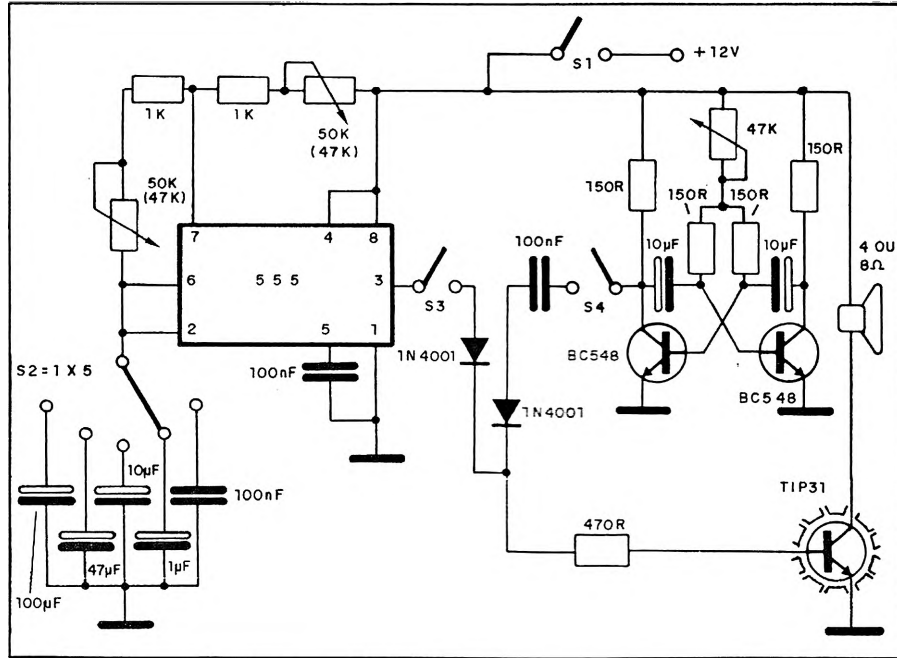 +12V
S1
1K
1K
50K
(47K)
47K
150R
150R
150R
150R
50K
(47K)
7
4
8
100nF
10µF
10µF
4 OU
8Ω
6
555
3
S3
S4
2
5
1
1N4001
BC548
BC548
S2=1X5
100nF
1N4001
10µF
100nF
TIP31
470R
47µF
1µF
100µF